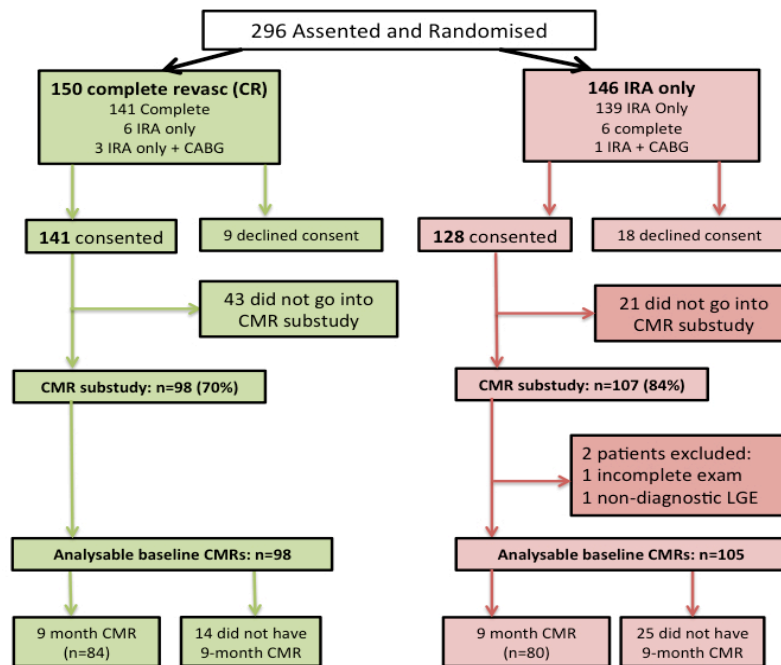 296 Assented and Randomised
150 complete revasc (CR)
141 Complete
6 IRA only
3 IRA only + CABG
146 IRA only
139 IRA Only
6 complete
1 IRA + CABG
141 consented
9 declined consent
128 consented
18 declined consent
43 did not go into
CMR substudy
21 did not go into
CMR substudy
CMR substudy: n=98 (70%)
CMR substudy: n=107 (84%)
2 patients excluded:
1 incomplete exam
1 non-diagnostic LGE
Analysable baseline CMRs: n=98
Analysable baseline CMRs: n=105
9 month CMR
(n=84)
14 did not have
9-month CMR
9 month CMR
(n=80)
25 did not have
9-month CMR